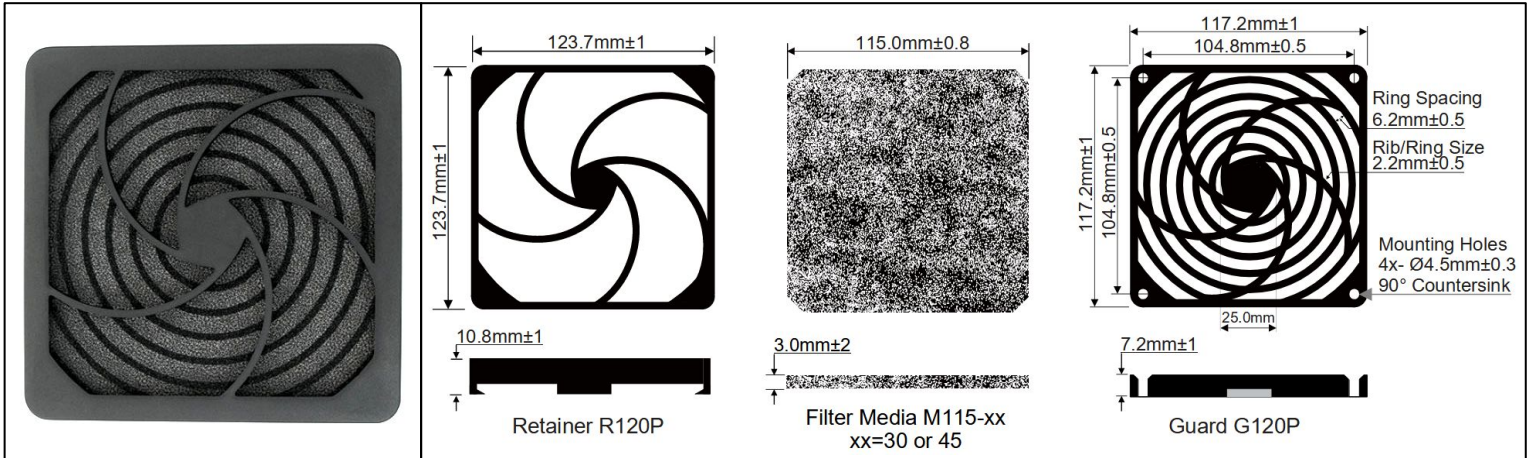 123.7mm±1
123.7mm±1
10.8mm±1
Retainer R120P
115.0mm±0.8
3.0mm±2
Filter Media M115-xx
xx=30 or 45
117.2mm±1
104.8mm±0.5
117.2mm±1
104.8mm±0.5
Ring Spacing
6.2mm±0.5
Rib/Ring Size
2.2mm±0.5
Mounting Holes
4x- Ø4.5mm±0.3
90° Countersink
25.0mm
7.2mm±1
Guard G120P